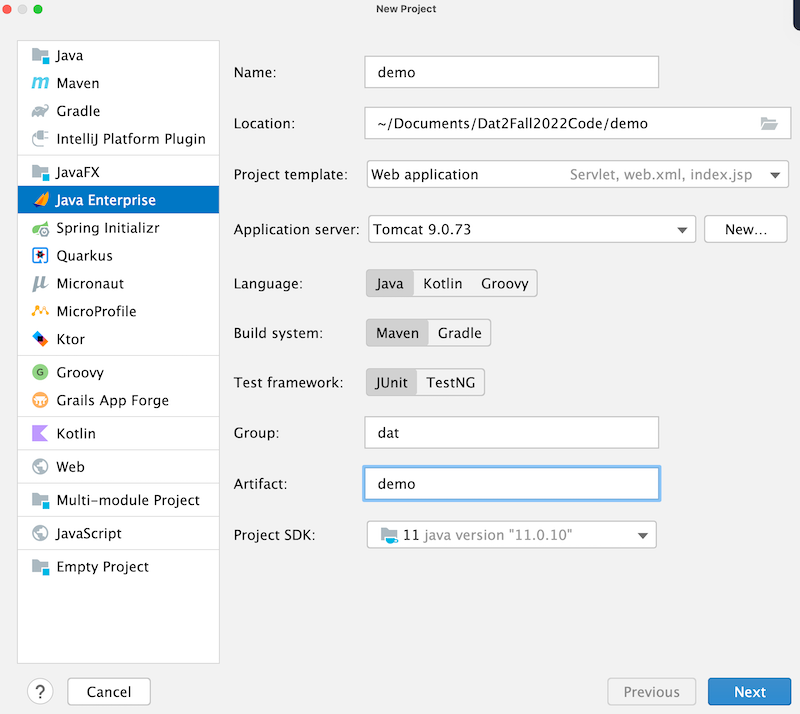 New Project
Java
Maven
Gradle
IntelliJ Platform Plugin
JavaFX
Java Enterprise
Spring Initializr
Quarkus
Micronaut
MicroProfile
Ktor
Groovy
Grails App Forge
Kotlin
Web
Multi-module Project
JavaScript
Empty Project
Name: demo
Location: ~/Documents/Dat2Fall2022Code/demo
Project template: Web application Servlet, web.xml, index.jsp
Application server: Tomcat 9.0.73 New...
Language: Java Kotlin Groovy
Build system: Maven Gradle
Test framework: JUnit TestNG
Group: dat
Artifact: demo
Project SDK: 11 java version "11.0.10"
? Cancel Previous Next